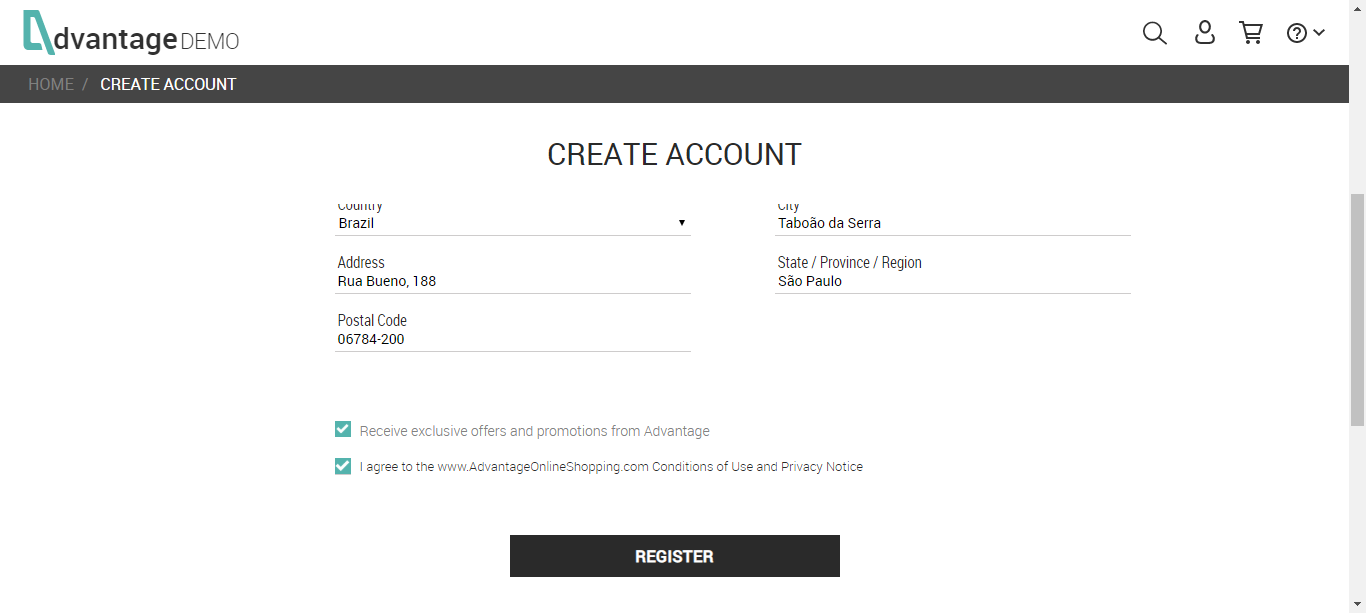 dvantage DEMO
HOME / CREATE ACCOUNT
CREATE ACCOUNT
Country
City
Brazil
Taboão da Serra
Address
State / Province / Region
Rua Bueno, 188
São Paulo
Postal Code
06784-200
Receive exclusive offers and promotions from Advantage
I agree to the www.AdvantageOnlineShopping.com Conditions of Use and Privacy Notice
REGISTER